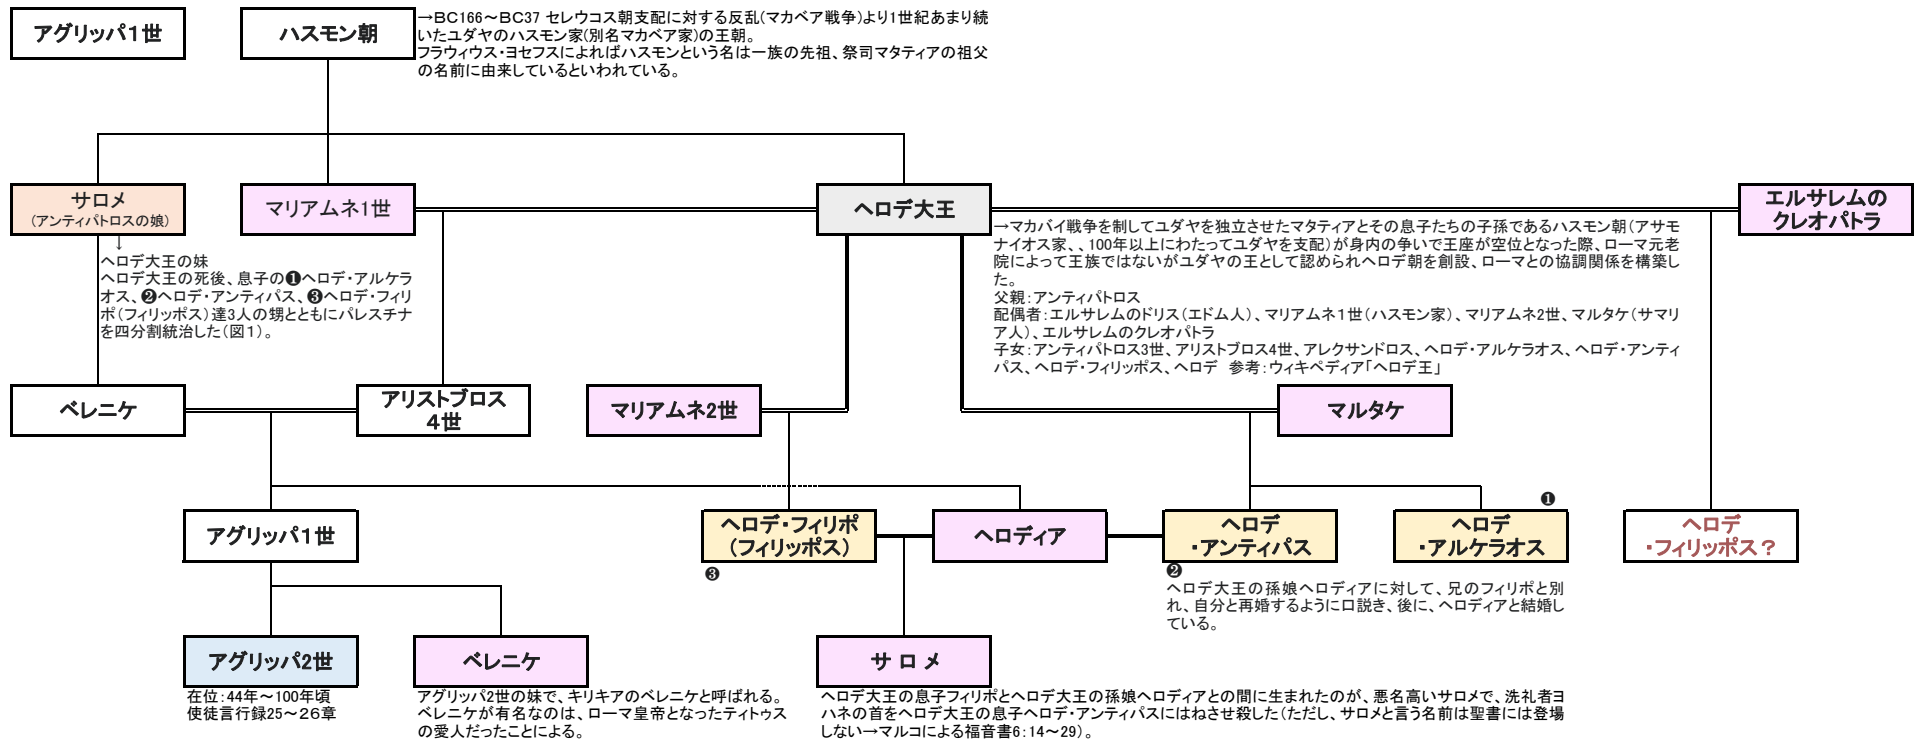 アグリッパ１世
ハスモン朝
→ＢＣ166～ＢＣ37 セレウコス朝支配に対する反乱(マカベア戦争)より1世紀あまり続
いたユダヤのハスモン家(別名マカベア家)の王朝。
フラウィウス・ヨセフスによればハスモンという名は一族の先祖、祭司マタティアの祖父
の名前に由来しているといわれている。
サロメ
（アンティパトロスの娘）
マリアムネ1世
ヘロデ大王
エルサレムの
クレオパトラ
↓
ヘロデ大王の妹
ヘロデ大王の死後、息子の❶ヘロデ・アルケラ
オス、❷ヘロデ・アンティパス、❸ヘロデ・フィリ
ポ（フィリッポス）達3人の甥とともにパレスチナ
を四分割統治した（図１）。
→マカバイ戦争を制してユダヤを独立させたマタティアとその息子たちの子孫であるハスモン朝（アサモ
ナイオス家、、100年以上にわたってユダヤを支配）が身内の争いで王座が空位となった際、ローマ元老
院によって王族ではないがユダヤの王として認められヘロデ朝を創設、ローマとの協調関係を構築し
た。
父親：アンティパトロス
配偶者：エルサレムのドリス（エドム人）、マリアムネ１世（ハスモン家）、マリアムネ2世、マルタケ（サマリ
ア人）、エルサレムのクレオパトラ
子女：アンティパトロス3世、アリストブロス4世、アレクサンドロス、ヘロデ・アルケラオス、ヘロデ・アンティ
パス、ヘロデ・フィリッポス、ヘロデ　参考：ウィキペディア「ヘロデ王」
ベレニケ
アリストブロス
４世
マリアムネ2世
マルタケ
❶
アグリッパ１世
ヘロデ・フィリポ
（フィリッポス）
ヘロディア
ヘロデ
・アンティパス
ヘロデ
・アルケラオス
ヘロデ
・フィリッポス？
❸
❷
ヘロデ大王の孫娘ヘロディアに対して、兄のフィリポと別
れ、自分と再婚するように口説き、後に、ヘロディアと結婚し
ている。
アグリッパ2世
ベレニケ
サ ロ メ
在位：44年～100年頃
使徒言行録25～２６章
アグリッパ2世の妹で、キリキアのベレニケと呼ばれる。
ベレニケが有名なのは、ローマ皇帝となったティトゥス
の愛人だったことによる。
ヘロデ大王の息子フィリポとヘロデ大王の孫娘ヘロディアとの間に生まれたのが、悪名高いサロメで、洗礼者ヨ
ハネの首をヘロデ大王の息子ヘロデ・アンティパスにはねさせ殺した（ただし、サロメと言う名前は聖書には登場
しない→マルコによる福音書6：14～29）。